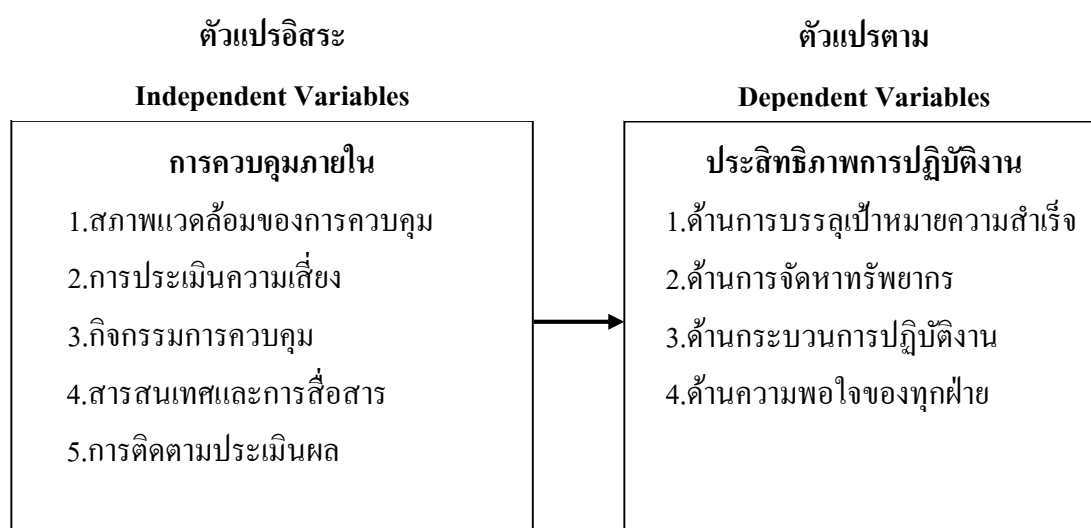 ตัวแปรอิสระ
Independent Variables
การควบคุมภายใน
1.สภาพแวดล้อมของการควบคุม
2.การประเมินความเสี่ยง
3.กิจกรรมการควบคุม
4.สารสนเทศและการสื่อสาร
5.การติดตามประเมินผล
ตัวแปรตาม
Dependent Variables
ประสิทธิภาพการปฏิบัติงาน
1.ด้านการบรรลุเป้าหมายความสำเร็จ
2.ด้านการจัดหาทรัพยากร
3.ด้านกระบวนการปฏิบัติงาน
4.ด้านความพอใจของทุกฝ่าย